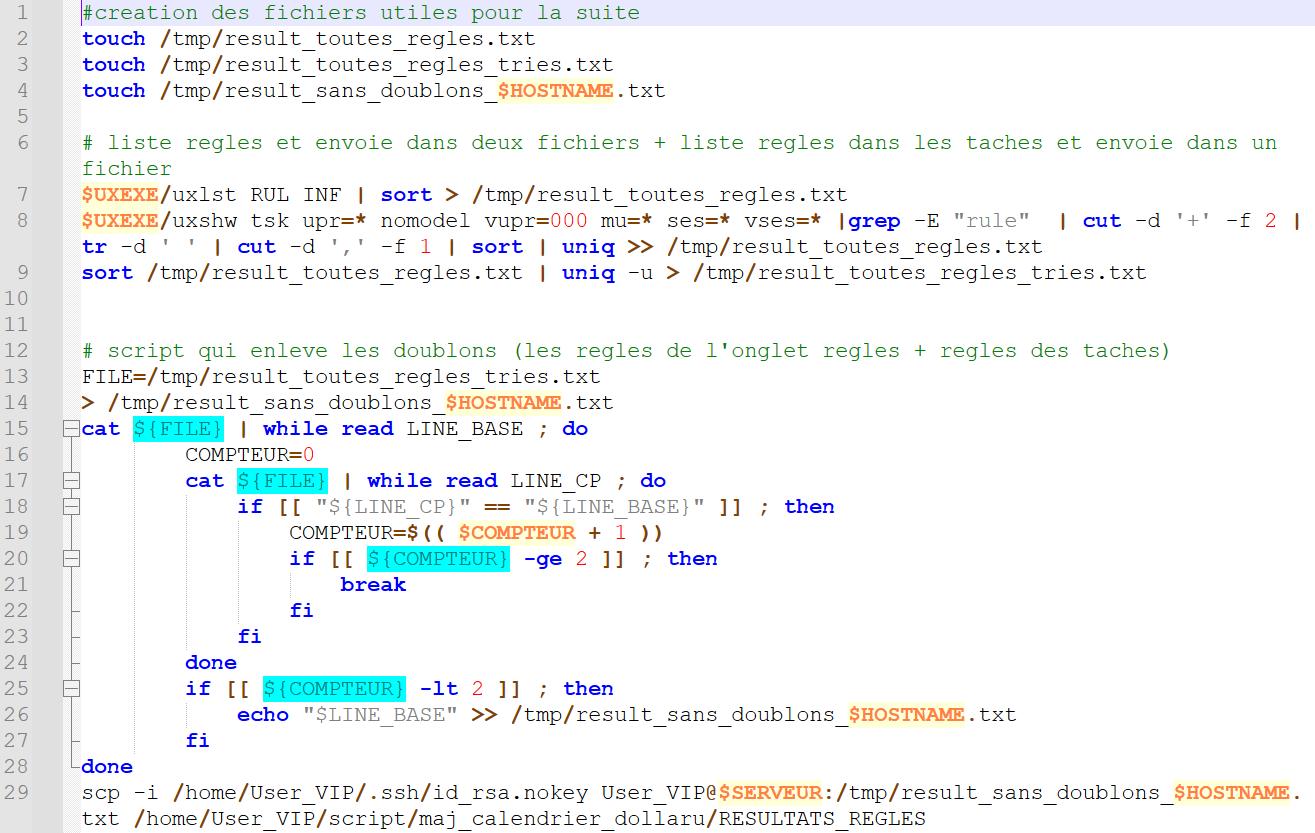 1 #creation des fichiers utiles pour la suite
2 touch /tmp/result_toutes_regles.txt
3 touch /tmp/result_toutes_regles_tries.txt
4 touch /tmp/result_sans_doublons_$HOSTNAME.txt
5
6 # liste regles et envoie dans deux fichiers + liste regles dans les taches et envoie dans un
fichier
7 $UXEXE/uxlst RUL INF | sort > /tmp/result_toutes_regles.txt
8 $UXEXE/uxshw tsk upr=* nomodel vupr=000 mu=* ses=* vses=* |grep -E "rule"  | cut -d '+' -f 2 |
tr -d ' ' | cut -d ',' -f 1 | sort | uniq >> /tmp/result_toutes_regles.txt
9 sort /tmp/result_toutes_regles.txt | uniq -u > /tmp/result_toutes_regles_tries.txt
10
11
12 # script qui enleve les doublons (les regles de l'onglet regles + regles des taches)
13 FILE=/tmp/result_toutes_regles_tries.txt
14 > /tmp/result_sans_doublons_$HOSTNAME.txt
15 cat ${FILE} | while read LINE_BASE ; do
16         COMPTEUR=0
17         cat ${FILE} | while read LINE_CP ; do
18             if [[ "${LINE_CP}" == "${LINE_BASE}" ]] ; then
19                 COMPTEUR=$(( $COMPTEUR + 1 ))
20                 if [[ ${COMPTEUR} -ge 2 ]] ; then
21                     break
22                 fi
23             fi
24         done
25         if [[ ${COMPTEUR} -lt 2 ]] ; then
26             echo "$LINE_BASE" >> /tmp/result_sans_doublons_$HOSTNAME.txt
27         fi
28 done
29 scp -i /home/User_VIP/.ssh/id_rsa.nokey User_VIP@$SERVEUR:/tmp/result_sans_doublons_$HOSTNAME.
txt /home/User_VIP/script/maj_calendrier_dollaru/RESULTATS_REGLES